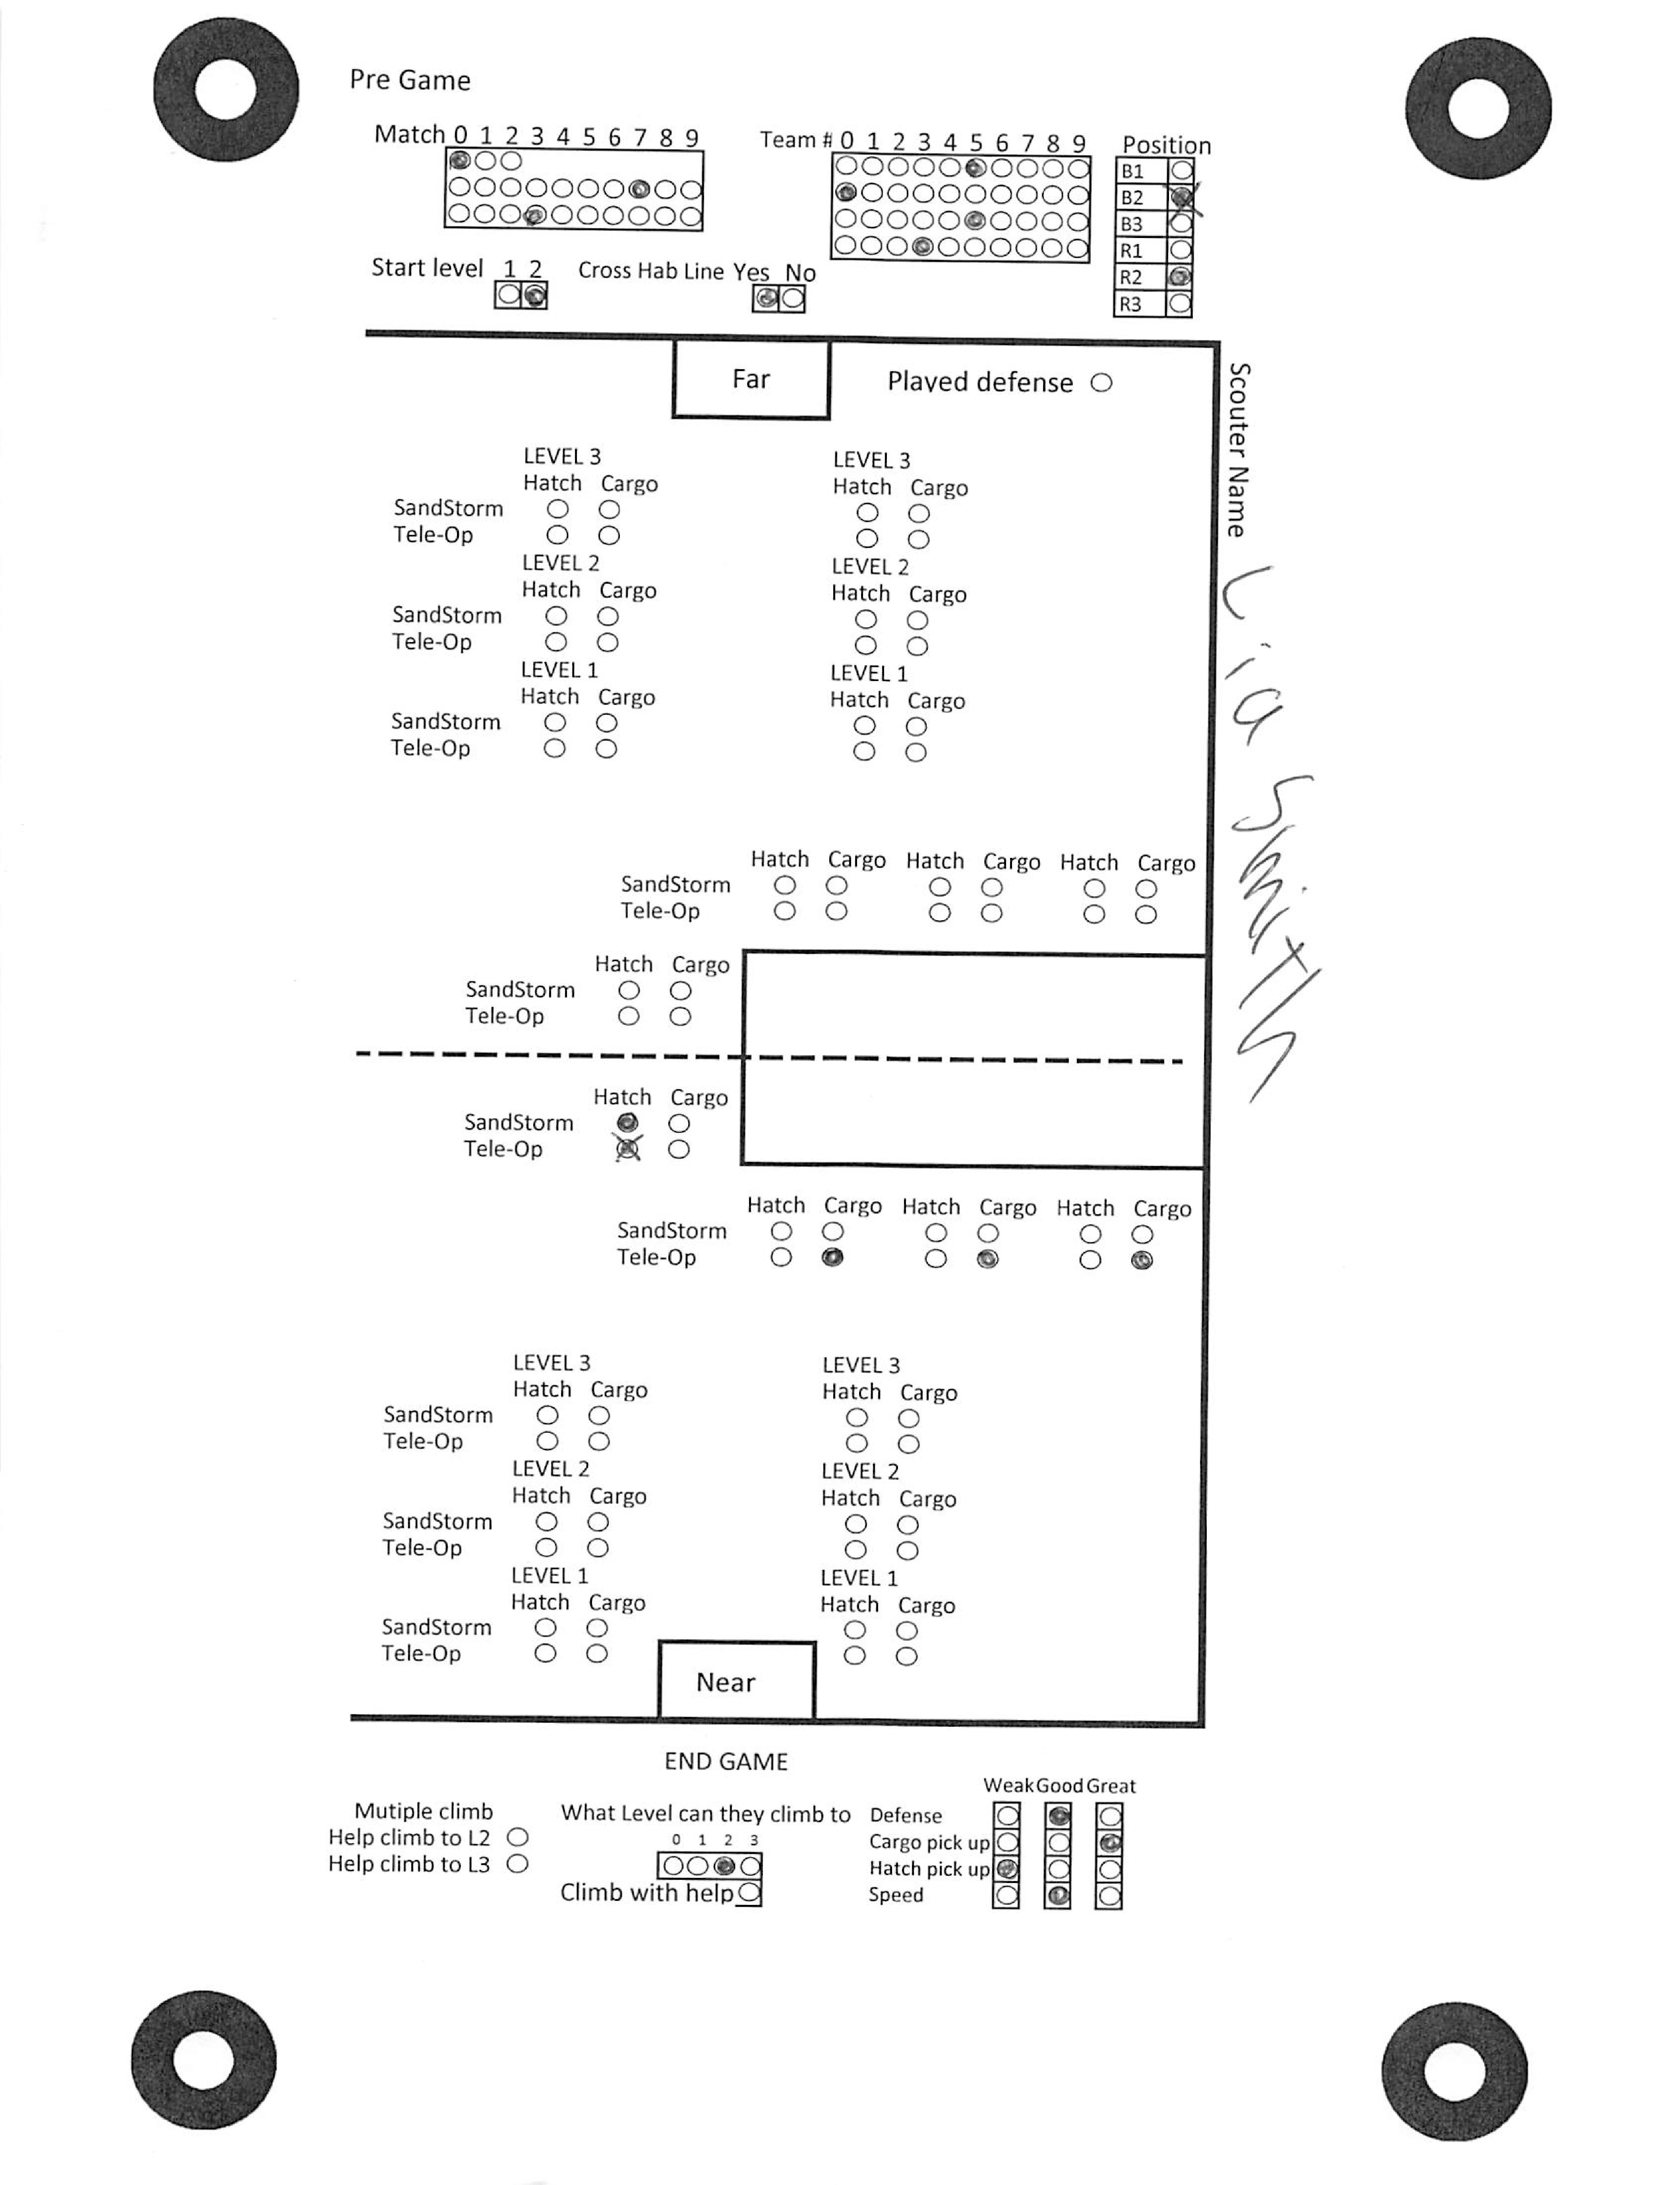 Pre Game
Match 0 1 2 3 4 5 6 7 8 9
Team # 0 1 2 3 4 5 6 7 8 9
Position
B1
B2
B3
R1
R2
R3
Start level 1 2
Cross Hab Line Yes No
Far
Played defense
Scouter Name Lia Smith
LEVEL 3
Hatch Cargo
SandStorm
Tele-Op
LEVEL 2
Hatch Cargo
SandStorm
Tele-Op
LEVEL 1
Hatch Cargo
SandStorm
Tele-Op
LEVEL 3
Hatch Cargo
LEVEL 2
Hatch Cargo
LEVEL 1
Hatch Cargo
Hatch Cargo Hatch Cargo Hatch Cargo
SandStorm
Tele-Op
Hatch Cargo
SandStorm
Tele-Op
Hatch Cargo
SandStorm
Tele-Op
Hatch Cargo Hatch Cargo Hatch Cargo
SandStorm
Tele-Op
LEVEL 3
Hatch Cargo
SandStorm
Tele-Op
LEVEL 2
Hatch Cargo
SandStorm
Tele-Op
LEVEL 1
Hatch Cargo
SandStorm
Tele-Op
LEVEL 3
Hatch Cargo
LEVEL 2
Hatch Cargo
LEVEL 1
Hatch Cargo
Near
END GAME
Mutiple climb
Help climb to L2
Help climb to L3
What Level can they climb to
0 1 2 3
Climb with help
Weak Good Great
Defense
Cargo pick up
Hatch pick up
Speed